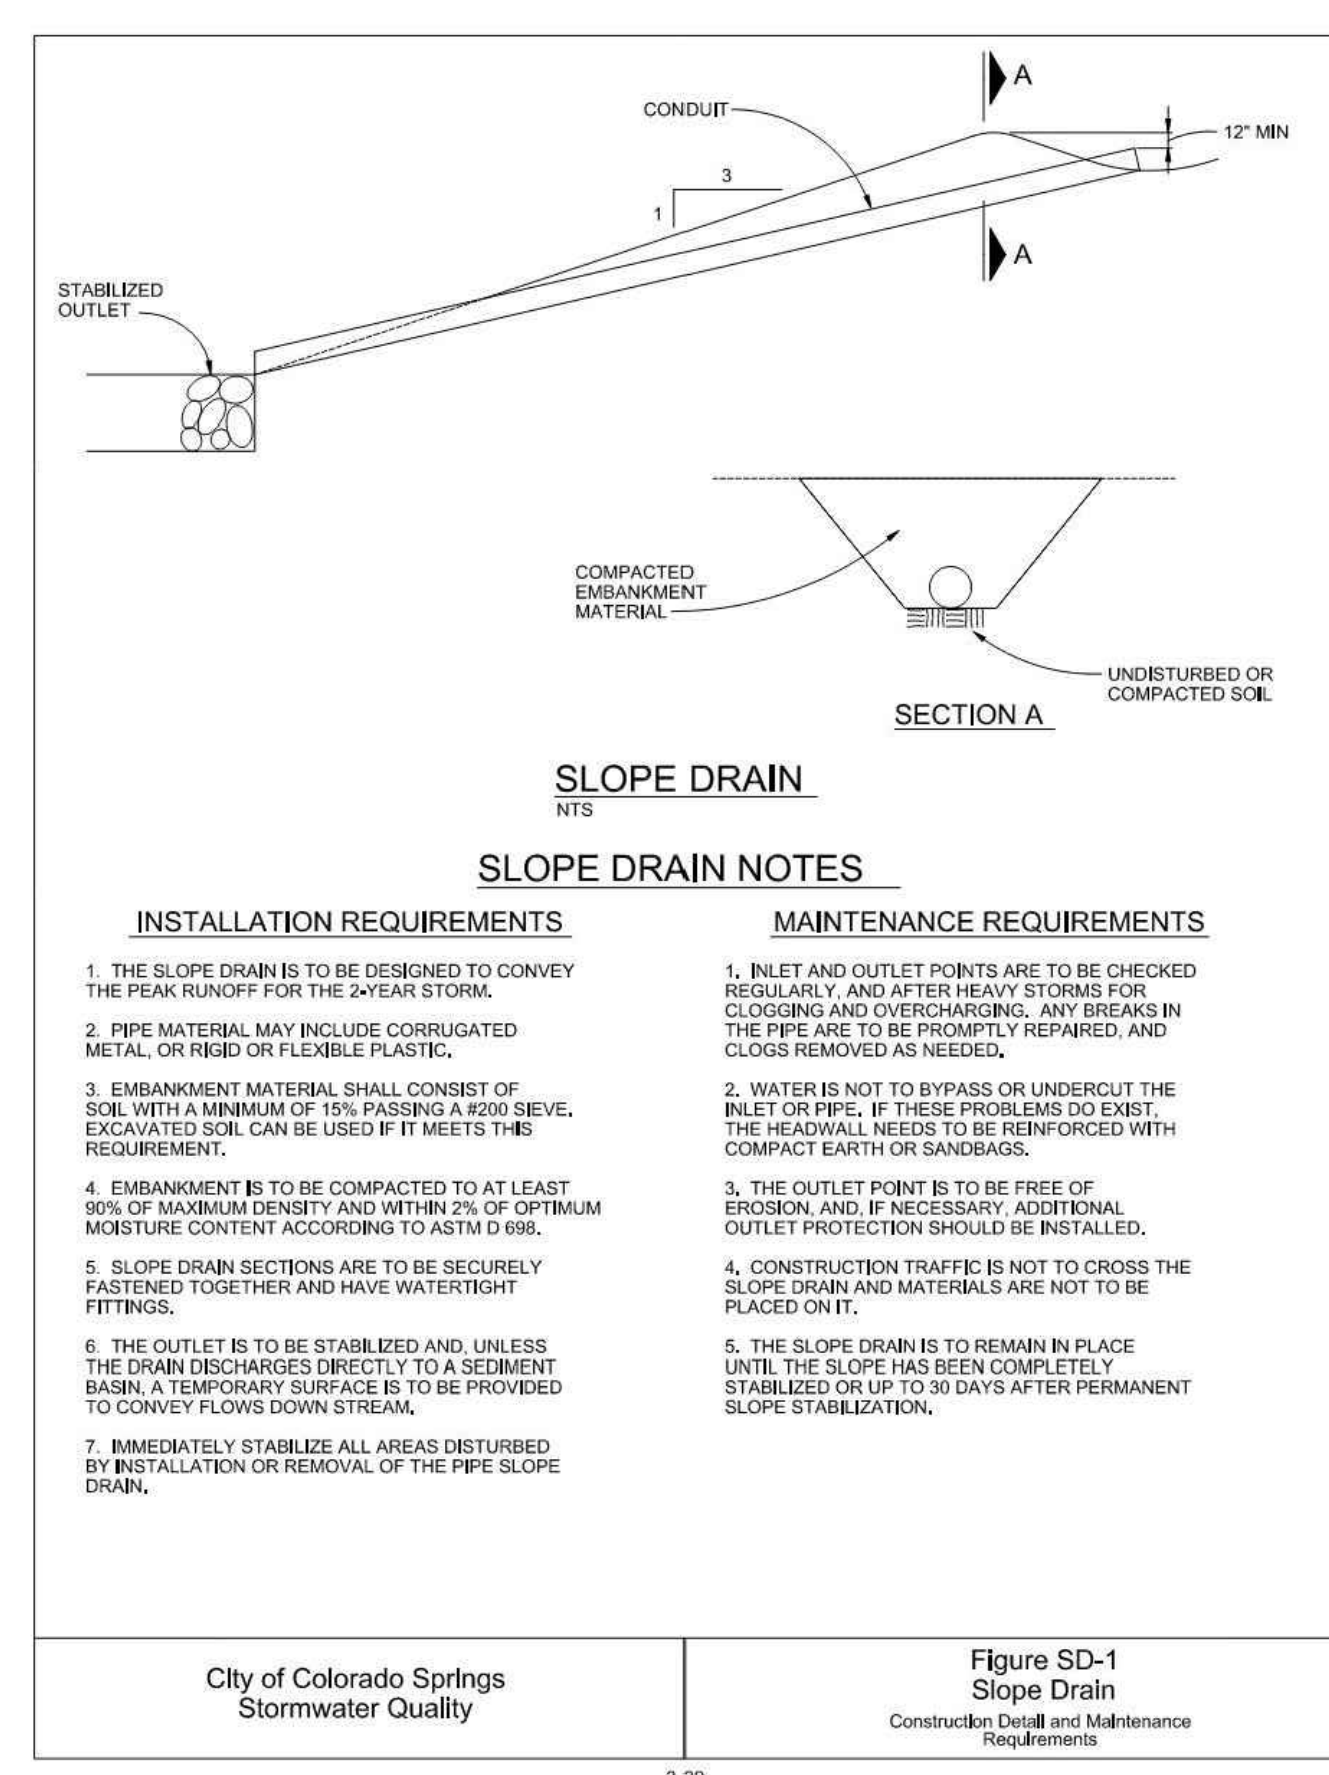 A
CONDUIT
12" MIN
3
1
A
STABILIZED
OUTLET
COMPACTED
EMBANKMENT
MATERIAL
UNDISTURBED OR
COMPACTED SOIL
SECTION A
SLOPE DRAIN
NTS
SLOPE DRAIN NOTES
INSTALLATION REQUIREMENTS
1. THE SLOPE DRAIN IS TO BE DESIGNED TO CONVEY
THE PEAK RUNOFF FOR THE 2-YEAR STORM.
2. PIPE MATERIAL MAY INCLUDE CORRUGATED
METAL, OR RIGID OR FLEXIBLE PLASTIC.
3. EMBANKMENT MATERIAL SHALL CONSIST OF
SOIL WITH A MINIMUM OF 15% PASSING A #200 SIEVE.
EXCAVATED SOIL CAN BE USED IF IT MEETS THIS
REQUIREMENT.
4. EMBANKMENT IS TO BE COMPACTED TO AT LEAST
90% OF MAXIMUM DENSITY AND WITHIN 2% OF OPTIMUM
MOISTURE CONTENT ACCORDING TO ASTM D 698.
5. SLOPE DRAIN SECTIONS ARE TO BE SECURELY
FASTENED TOGETHER AND HAVE WATERTIGHT
FITTINGS.
6. THE OUTLET IS TO BE STABILIZED AND, UNLESS
THE DRAIN DISCHARGES DIRECTLY TO A SEDIMENT
BASIN, A TEMPORARY SURFACE IS TO BE PROVIDED
TO CONVEY FLOWS DOWN STREAM.
7. IMMEDIATELY STABILIZE ALL AREAS DISTURBED
BY INSTALLATION OR REMOVAL OF THE PIPE SLOPE
DRAIN.
MAINTENANCE REQUIREMENTS
1. INLET AND OUTLET POINTS ARE TO BE CHECKED
REGULARLY, AND AFTER HEAVY STORMS FOR
CLOGGING AND OVERCHARGING. ANY BREAKS IN
THE PIPE ARE TO BE PROMPTLY REPAIRED, AND
CLOGS REMOVED AS NEEDED.
2. WATER IS NOT TO BYPASS OR UNDERCUT THE
INLET OR PIPE. IF THESE PROBLEMS DO EXIST,
THE HEADWALL NEEDS TO BE REINFORCED WITH
COMPACT EARTH OR SANDBAGS.
3. THE OUTLET POINT IS TO BE FREE OF
EROSION, AND, IF NECESSARY, ADDITIONAL
OUTLET PROTECTION SHOULD BE INSTALLED.
4. CONSTRUCTION TRAFFIC IS NOT TO CROSS THE
SLOPE DRAIN AND MATERIALS ARE NOT TO BE
PLACED ON IT.
5. THE SLOPE DRAIN IS TO REMAIN IN PLACE
UNTIL THE SLOPE HAS BEEN COMPLETELY
STABILIZED OR UP TO 30 DAYS AFTER PERMANENT
SLOPE STABILIZATION.
City of Colorado Springs
Stormwater Quality
Figure SD-1
Slope Drain
Construction Detail and Maintenance
Requirements